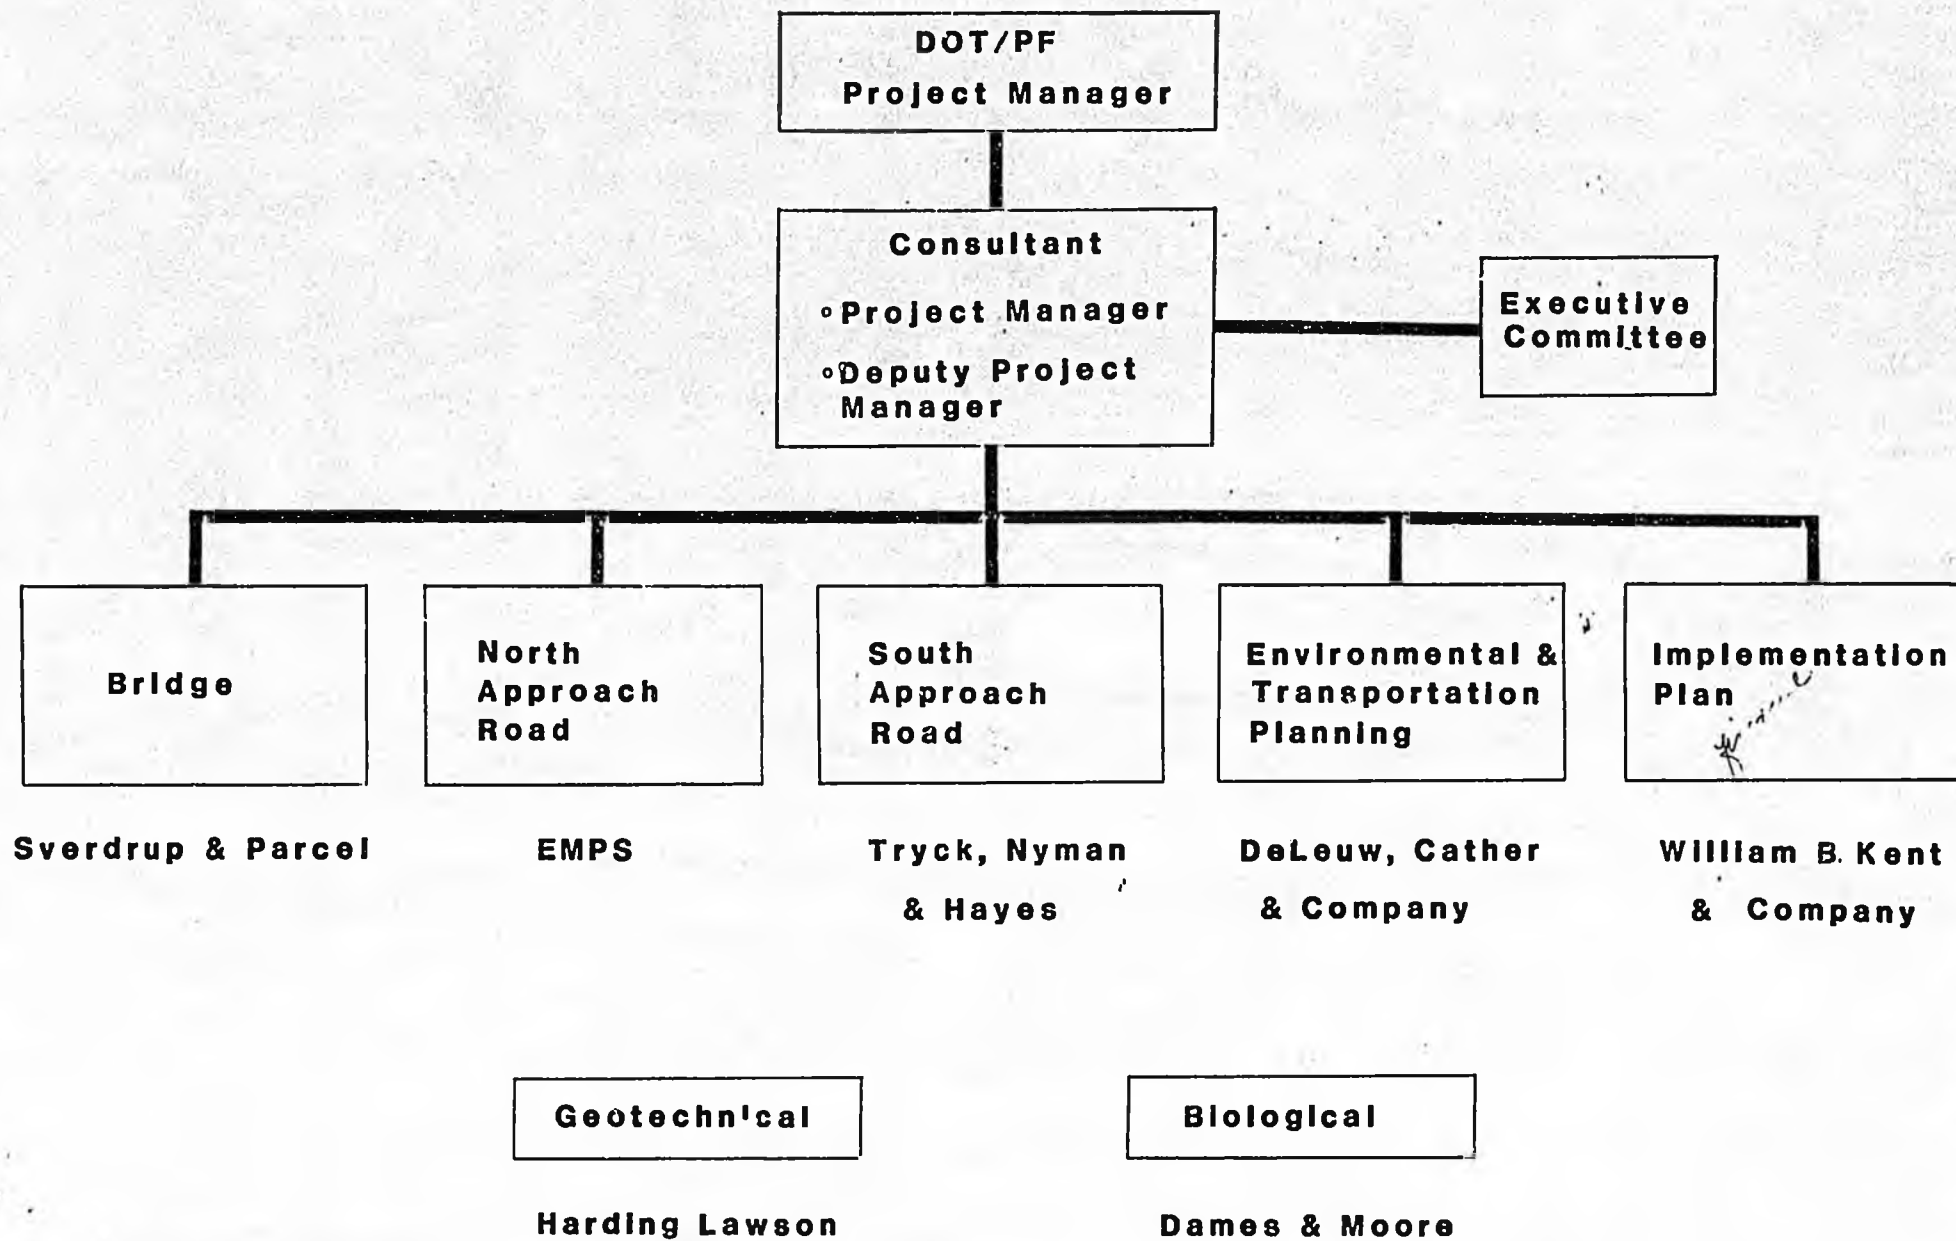 DOT/PF
Project Manager
Consultant
o Project Manager
o Deputy Project
Manager
Executive
Committee
Bridge
North
Approach
Road
South
Approach
Road
Environmental &
Transportation
Planning
Implementation
Plan
Sverdrup & Parcel
EMPS
Tryck, Nyman
& Hayes
DeLeuw, Cather
& Company
William B. Kent
& Company
Geotechnical
Biological
Harding Lawson
Dames & Moore